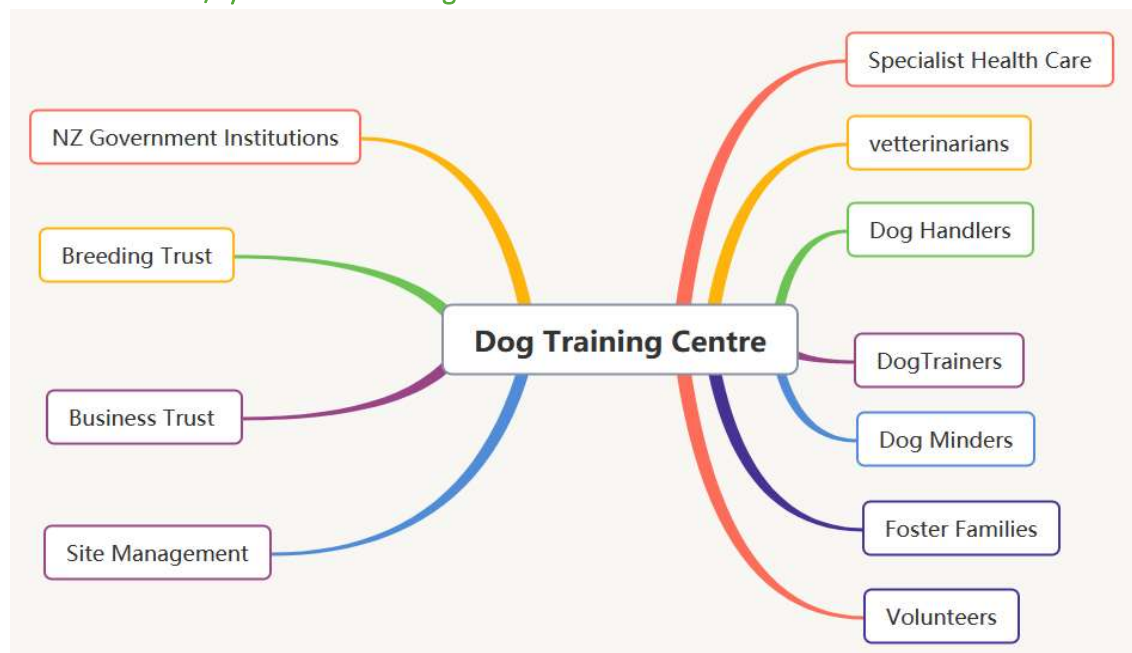 Specialist Health Care
NZ Government Institutions
vetterinarians
Dog Handlers
Breeding Trust
Dog Training Centre
DogTrainers
Business Trust
Dog Minders
Foster Families
Site Management
Volunteers